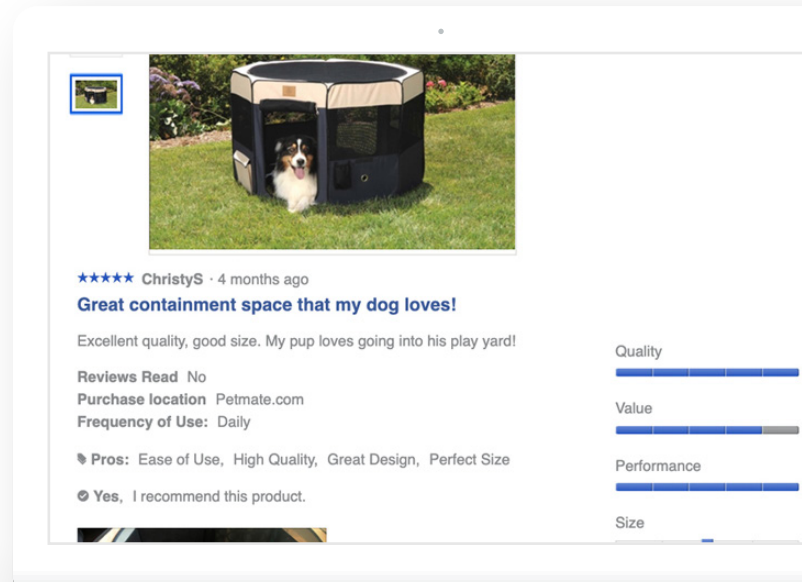 ★★★★★ ChristyS · 4 months ago
Great containment space that my dog loves!
Excellent quality, good size. My pup loves going into his play yard!
Reviews Read No
Purchase location Petmate.com
Frequency of Use: Daily
Pros: Ease of Use, High Quality, Great Design, Perfect Size
Yes, I recommend this product.
Quality
Value
Performance
Size